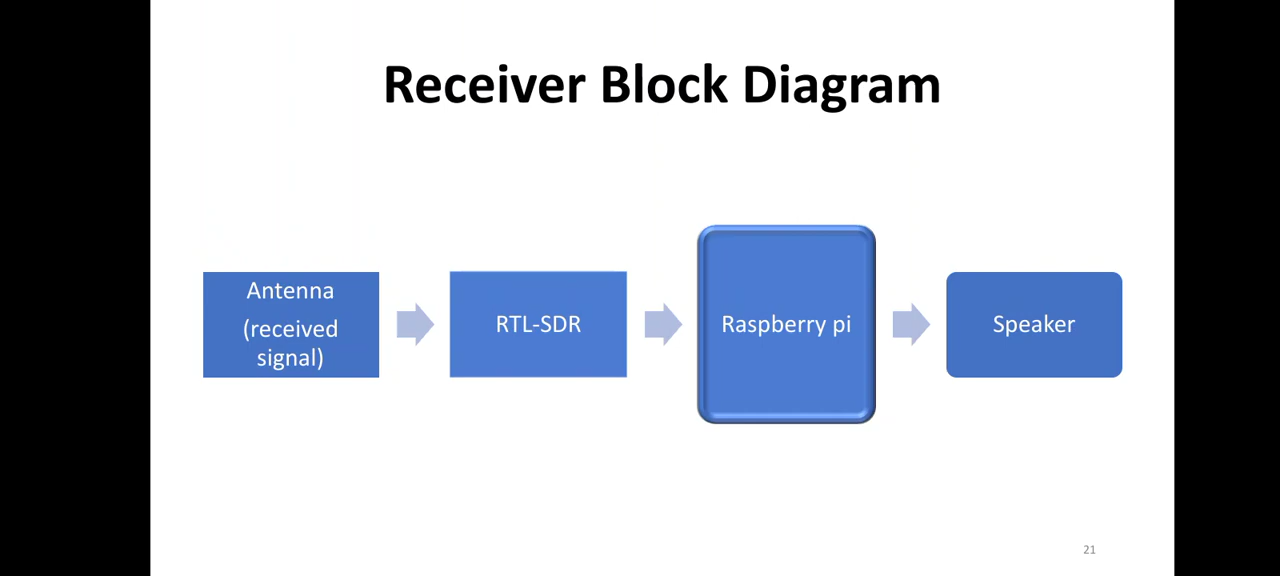 Receiver Block Diagram
Antenna
(received
signal)
RTL-SDR
Raspberry pi
Speaker
21